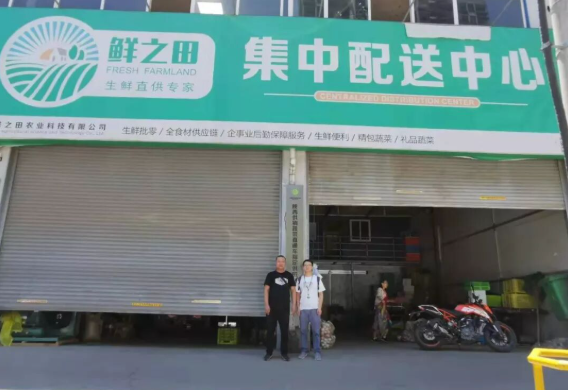 鲜之田
FRESH FARMLAND
生鲜直供专家
集中配送中心
CENTRALIZED DISTRIBUTION CENTER
之田农业科技有限公司
生鲜批零 / 全食材供应链 / 企事业后勤保障服务 / 生鲜便利 / 精包蔬菜 / 礼品蔬菜